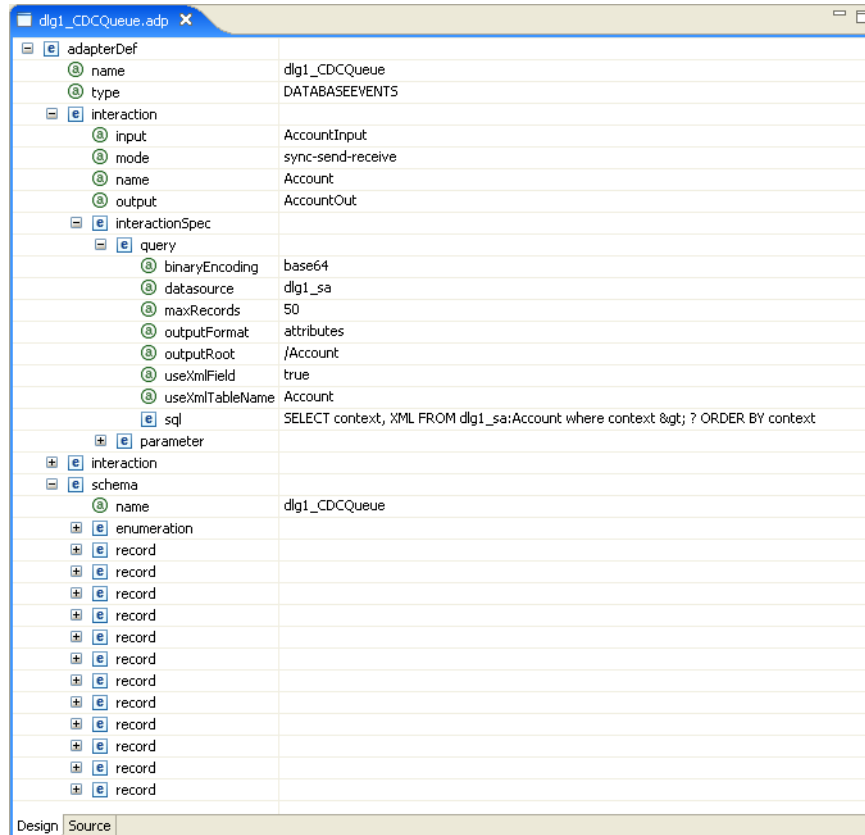 dlg1_CDCQueue.adp
e adapterDef
a name dlg1_CDCQueue
a type DATABASEEVENTS
e interaction
a input AccountInput
a mode sync-send-receive
a name Account
a output AccountOut
e interactionSpec
e query
a binaryEncoding base64
a datasource dlg1_sa
a maxRecords 50
a outputFormat attributes
a outputRoot /Account
a useXmlField true
a useXmlTableName Account
e sql SELECT context, XML FROM dlg1_sa:Account where context &gt; ? ORDER BY context
e parameter
e interaction
e schema
a name dlg1_CDCQueue
e enumeration
e record
e record
e record
e record
e record
e record
e record
e record
e record
e record
e record
e record
Design Source